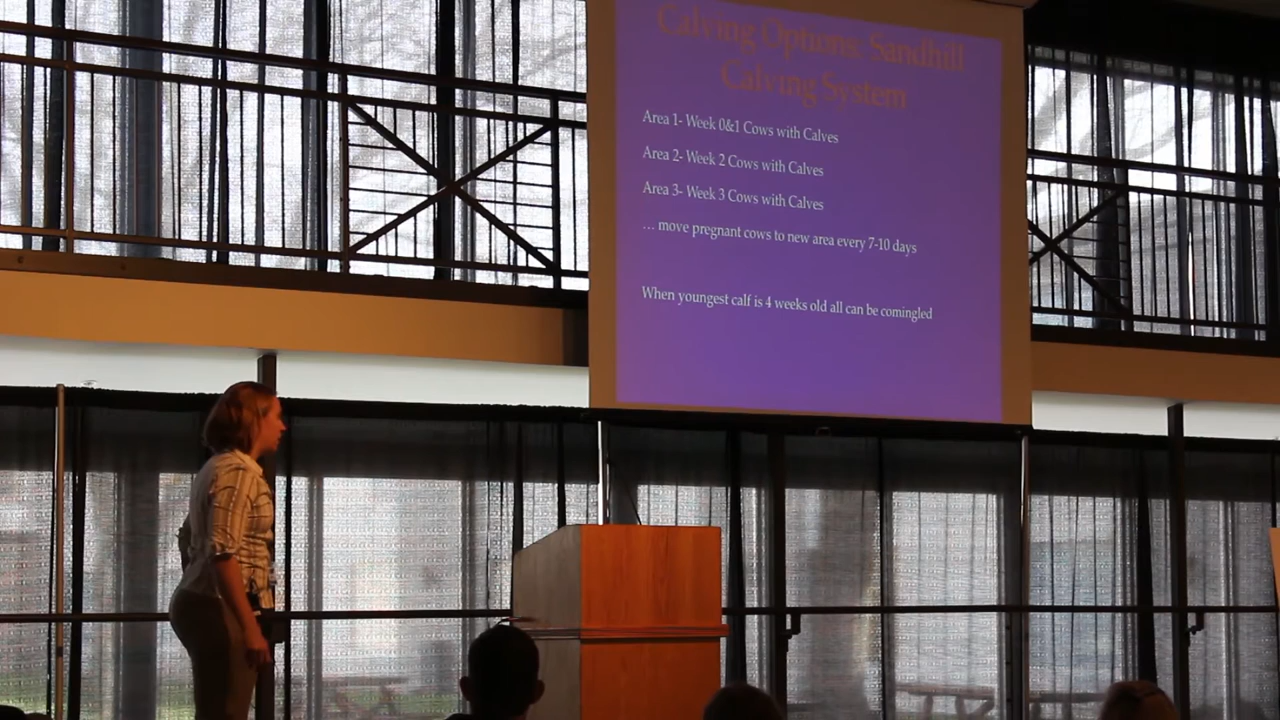 Calving Options: Sandhill
Calving System
Area 1- Week 0&1 Cows with Calves
Area 2- Week 2 Cows with Calves
Area 3- Week 3 Cows with Calves
… move pregnant cows to new area every 7-10 days
When youngest calf is 4 weeks old all can be comingled